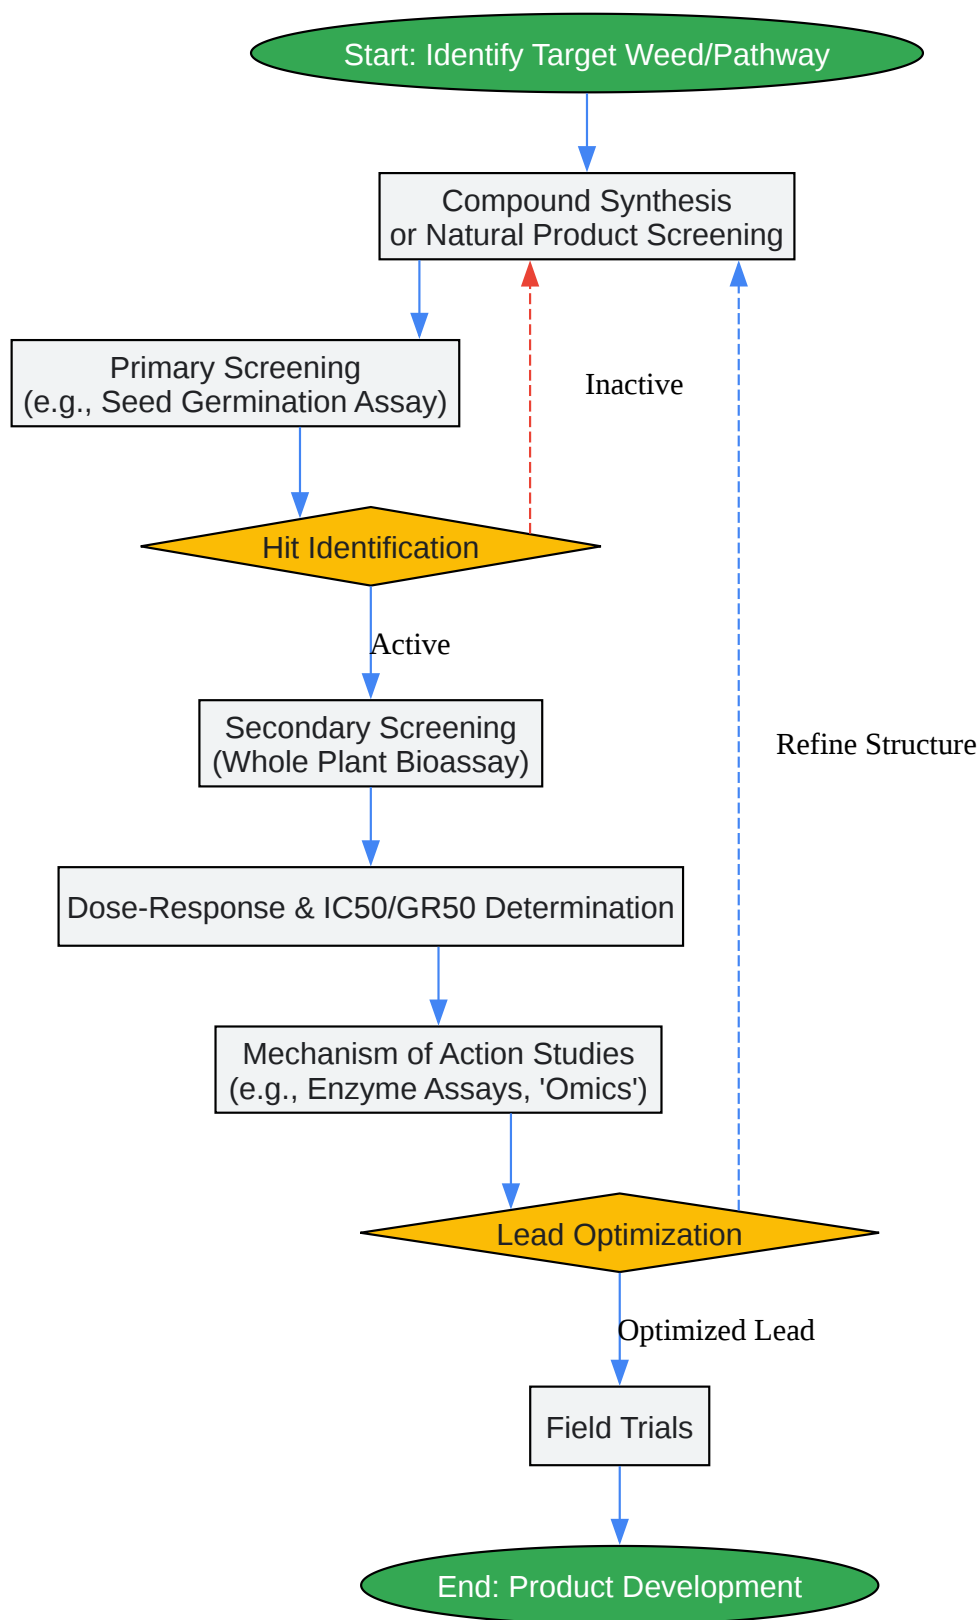 Start: Identify Target Weed/Pathway
Compound Synthesis
or Natural Product Screening
Primary Screening
(e.g., Seed Germination Assay)
Inactive
Hit Identification
Active
Secondary Screening
(Whole Plant Bioassay)
Refine Structure
Dose-Response & IC50/GR50 Determination
Mechanism of Action Studies
(e.g., Enzyme Assays, 'Omics')
Lead Optimization
Optimized Lead
Field Trials
End: Product Development